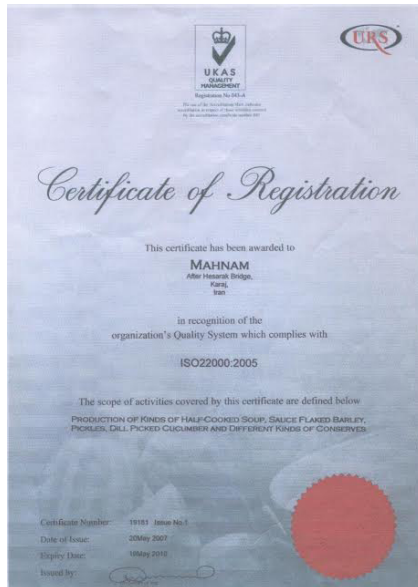 UKAS
QUALITY
MANAGEMENT
URS
Certificate of Registration
This certificate has been awarded to
MAHNAM
After Hesarak Bridge,
Karaj,
Iran
in recognition of the
organization's Quality System which complies with
ISO22000:2005
The scope of activities covered by this certificate are defined below
PRODUCTION OF KINDS OF HALF-COOKED SOUP, SAUCE FLAKED BARLEY,
PICKLES, DILL PICKED CUCUMBER AND DIFFERENT KINDS OF CONSERVES
Certificate Number: 19181 Issue No.1
Date of Issue: 20May 2007
Expiry Date: 2010
Issued by: